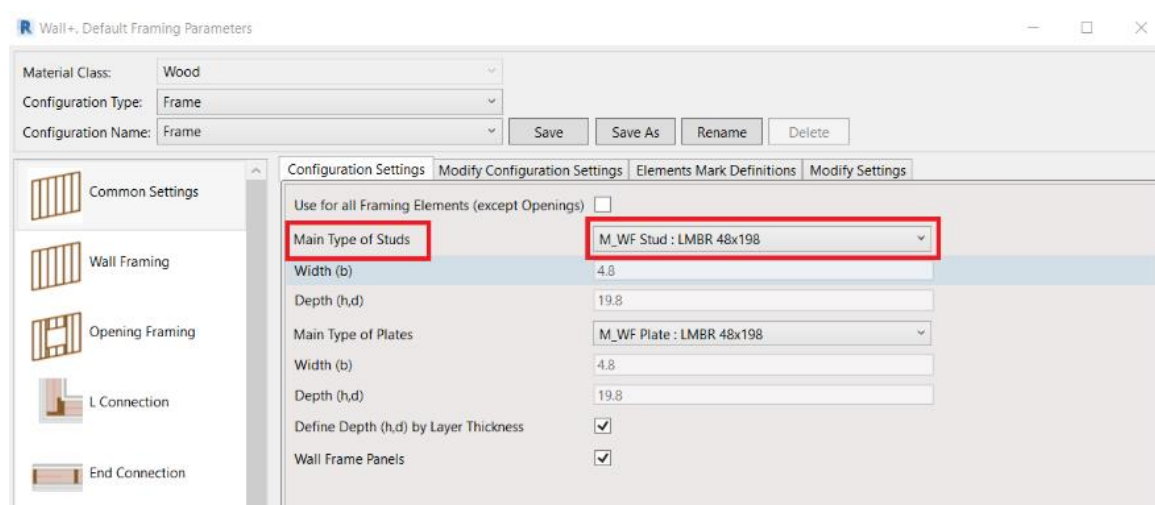 R Wall+. Default Framing Parameters
Material Class: Wood
Configuration Type: Frame
Configuration Name: Frame Save Save As Rename Delete
Configuration Settings Modify Configuration Settings Elements Mark Definitions Modify Settings
Common Settings
Wall Framing
Opening Framing
L Connection
End Connection
Use for all Framing Elements (except Openings)
Main Type of Studs M_WF Stud : LMBR 48x198
Width (b) 4.8
Depth (h,d) 19.8
Main Type of Plates M_WF Plate : LMBR 48x198
Width (b) 4.8
Depth (h,d) 19.8
Define Depth (h,d) by Layer Thickness
Wall Frame Panels